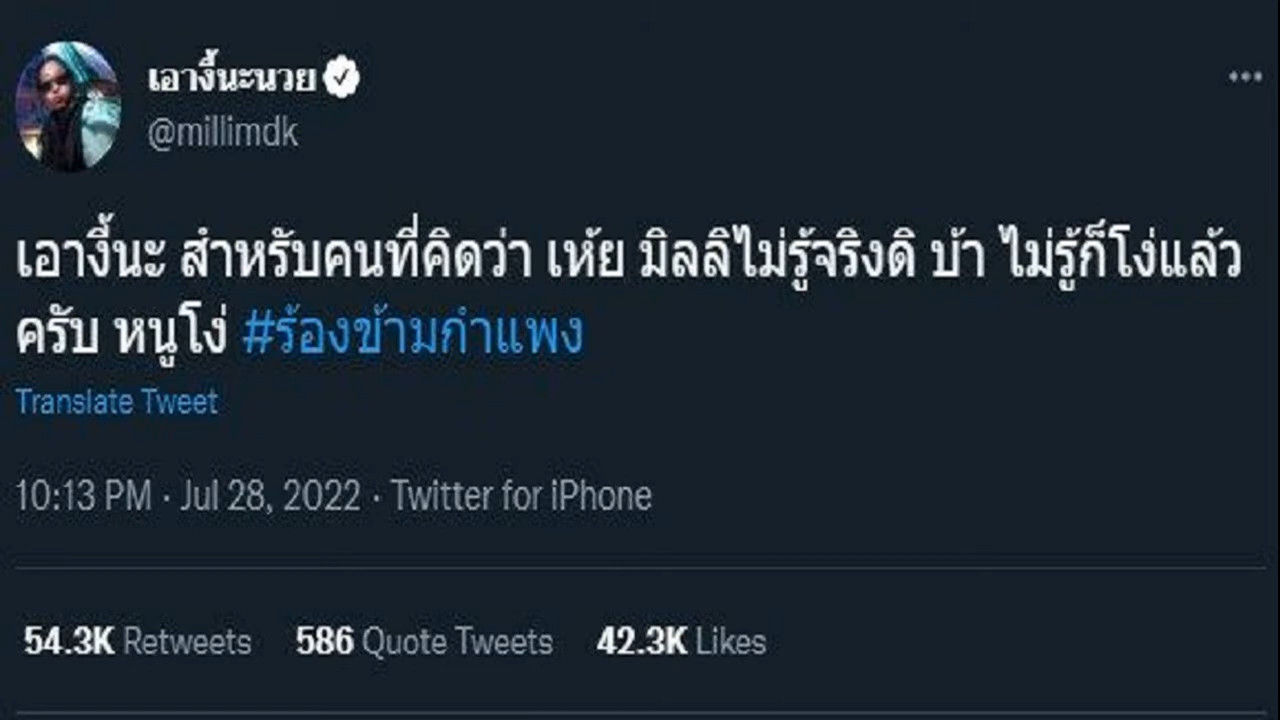 เอางี้นะนวย
@millimdk
เอางี้นะ สำหรับคนที่คิดว่า เห้ย มิลลิไม่รู้จริงดิ บ้า ไม่รู้ก็โง่แล้ว
ครับ หนูโง่ #ร้องข้ามกำแพง
Translate Tweet
10:13 PM · Jul 28, 2022 · Twitter for iPhone
54.3K Retweets 586 Quote Tweets 42.3K Likes